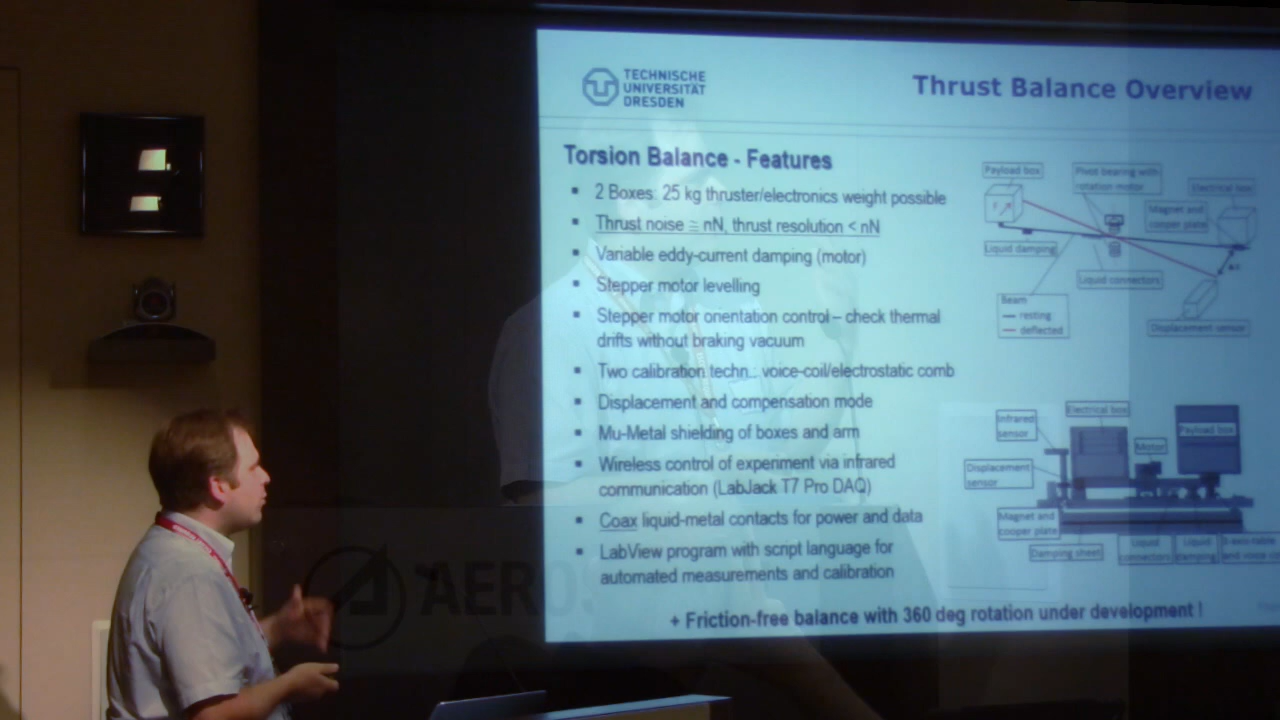 TECHNISCHE
UNIVERSITÄT
DRESDEN
Thrust Balance Overview
Torsion Balance - Features
▪ 2 Boxes: 25 kg thruster/electronics weight possible
▪ Thrust noise ≅ nN, thrust resolution < nN
▪ Variable eddy-current damping (motor)
▪ Stepper motor levelling
▪ Stepper motor orientation control – check thermal
drifts without braking vacuum
▪ Two calibration techn.: voice-coil/electrostatic comb
▪ Displacement and compensation mode
▪ Mu-Metal shielding of boxes and arm
▪ Wireless control of experiment via infrared
communication (LabJack T7 Pro DAQ)
▪ Coax liquid-metal contacts for power and data
▪ LabView program with script language for
automated measurements and calibration
+ Friction-free balance with 360 deg rotation under development !
Payload box
Pivot bearing with
rotation motor
Electrical box
Magnet and
cooper plate
F
Liquid damping
Liquid connectors
Beam
resting
deflected
Displacement sensor
Infrared
sensor
Electrical box
Motor
Payload box
Displacement
sensor
Magnet and
cooper plate
Damping sheet
Liquid
connectors
Liquid
damping
AEROS